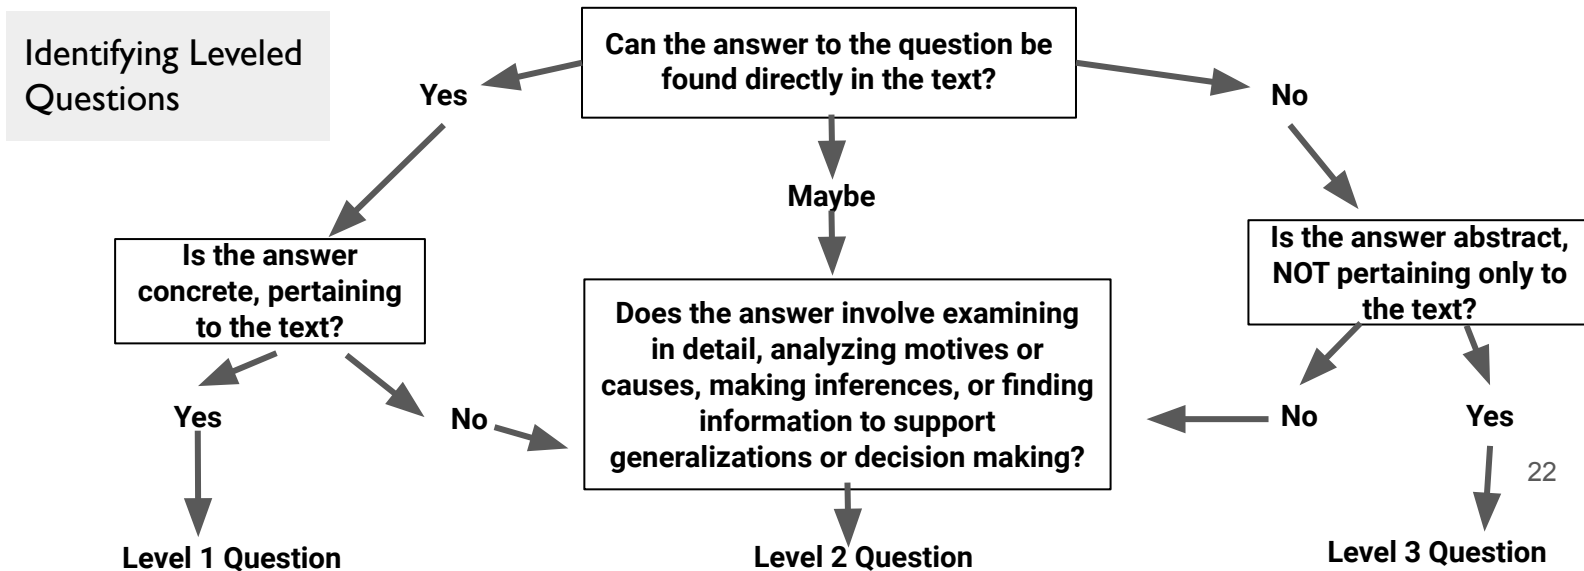 Identifying Leveled
Questions
Can the answer to the question be
found directly in the text?
Yes
No
Maybe
Is the answer
concrete, pertaining
to the text?
Does the answer involve examining
in detail, analyzing motives or
causes, making inferences, or finding
information to support
generalizations or decision making?
Is the answer abstract,
NOT pertaining only to
the text?
Yes
No
No
Yes
22
Level 1 Question
Level 2 Question
Level 3 Question